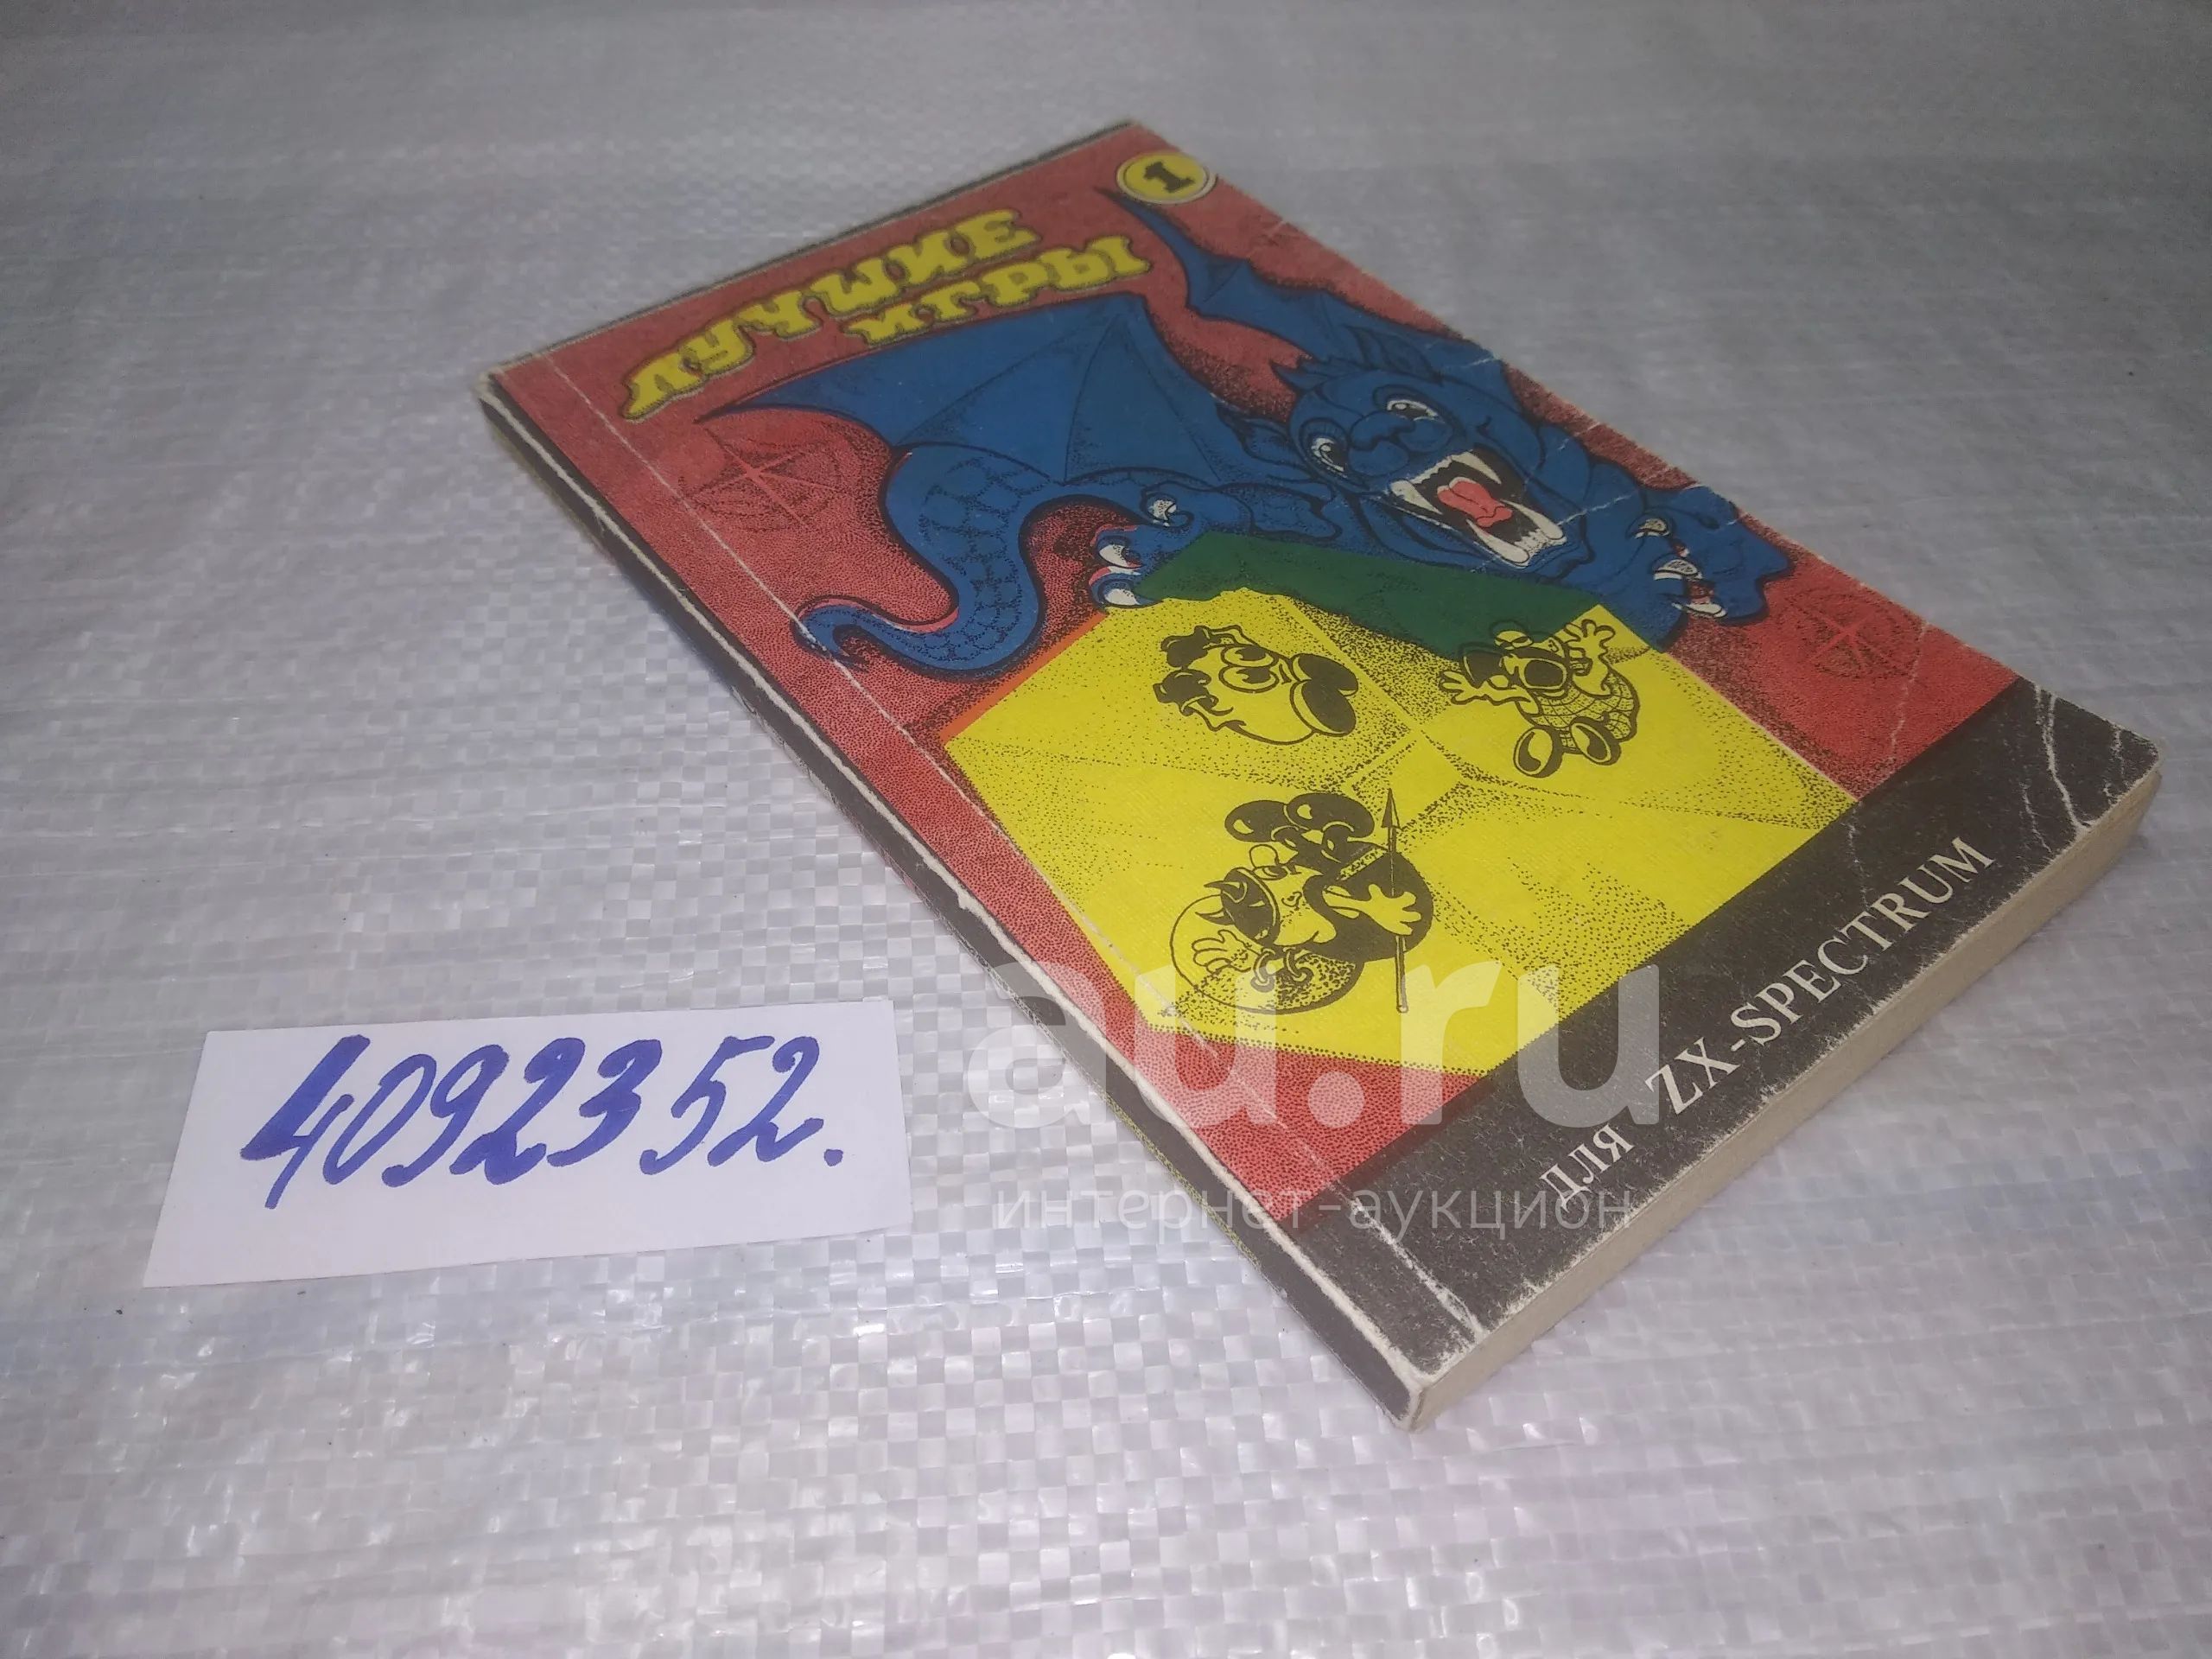 1
ЛУЧШИЕ
ИГРЫ
ДЛЯ ZX-SPECTRUM
4092352.
au.ru
интернет-аукцион